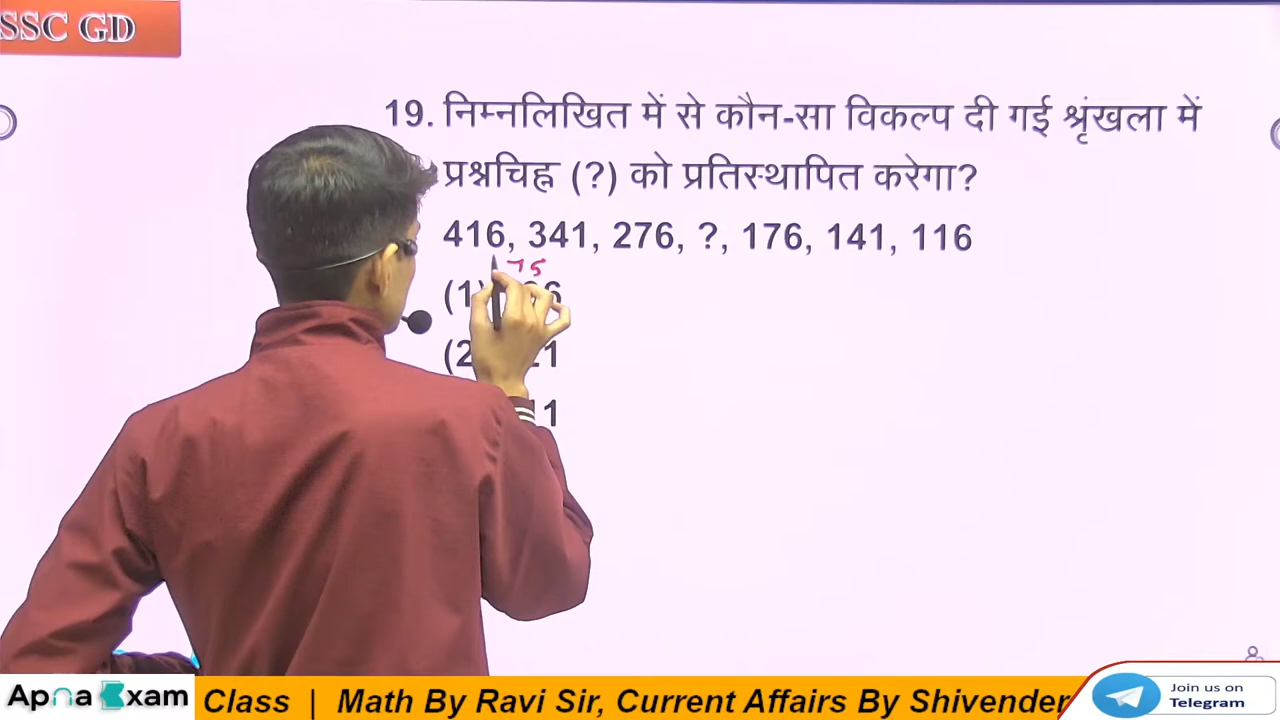 SSC GD
19. निम्नलिखित में से कौन-सा विकल्प दी गई श्रृंखला में
प्रश्नचिह्न (?) को प्रतिस्थापित करेगा?
416, 341, 276, ?, 176, 141, 116
75
(1)
(2
Apna Exam
Class | Math By Ravi Sir, Current Affairs By Shivender
Join us on
Telegram